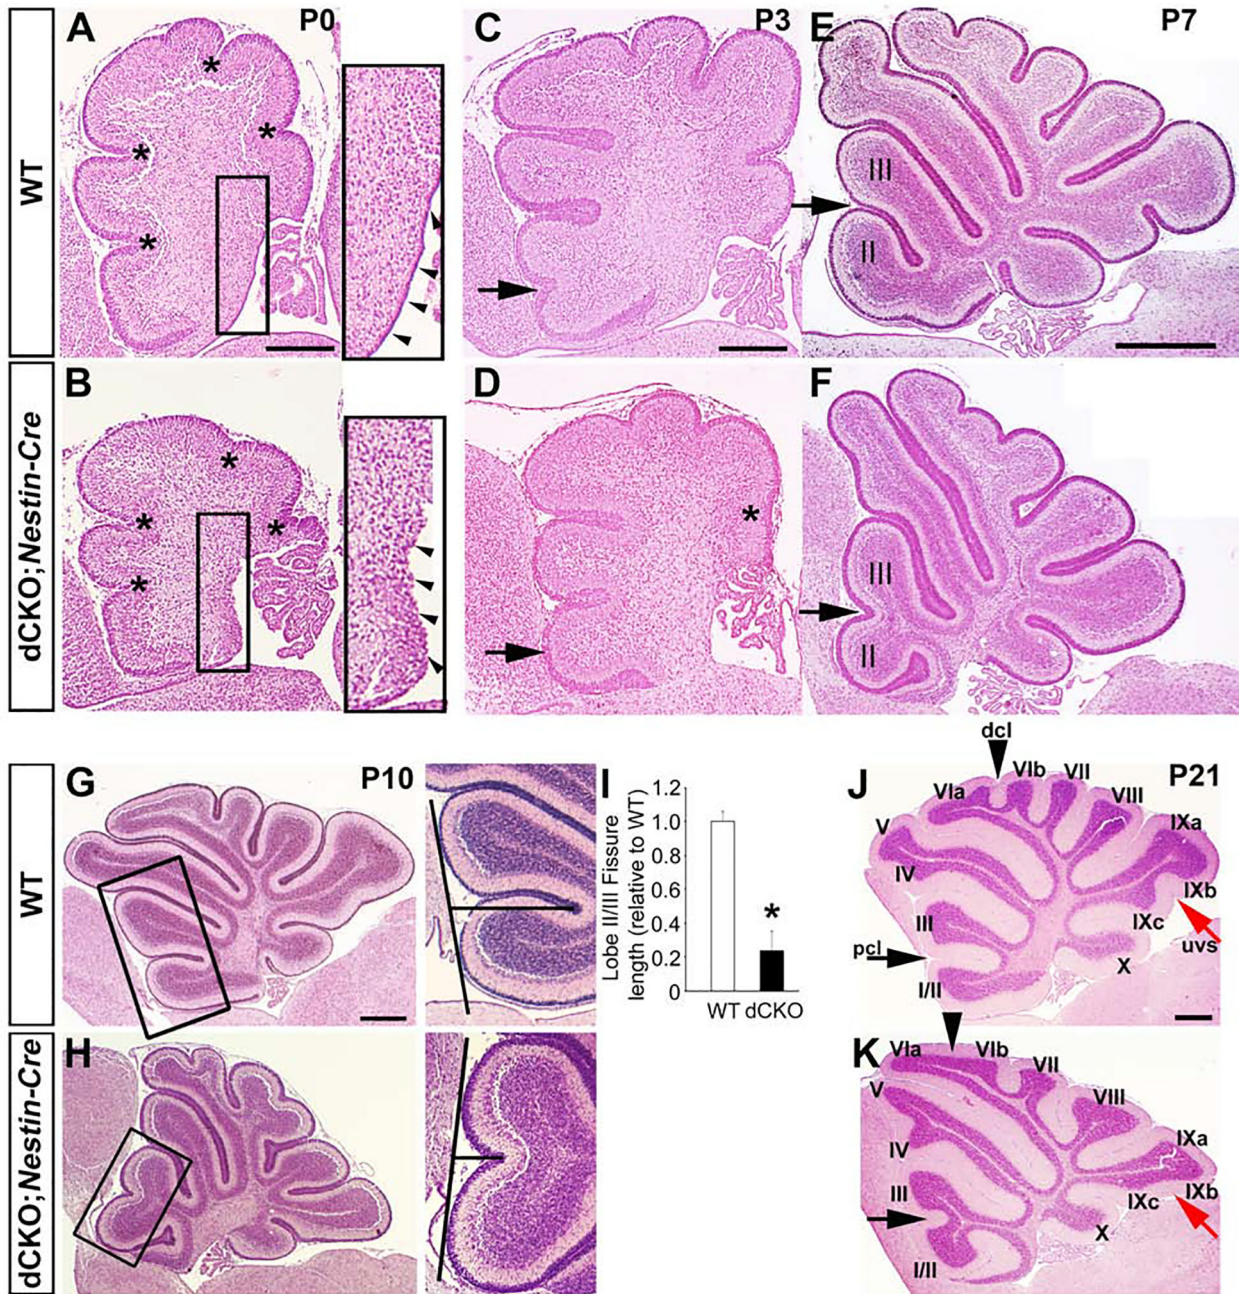 A
P0
C
P3
E
P7
WT
III
II
B
D
F
dCKO;Nestin-Cre
III
II
G
P10
I
1.2
1.0
0.8
0.6
0.4
0.2
0
Lobe II/III Fissure
length (relative to WT)
*
WT dCKO
dcl
J
P21
VIa
VIb
VII
VIII
IXa
V
IV
IXb
III
IXc
uvs
pcl
X
I/II
WT
H
K
VIa
VIb
VII
VIII
V
IXa
IV
III
IXc
IXb
X
I/II
dCKO;Nestin-Cre